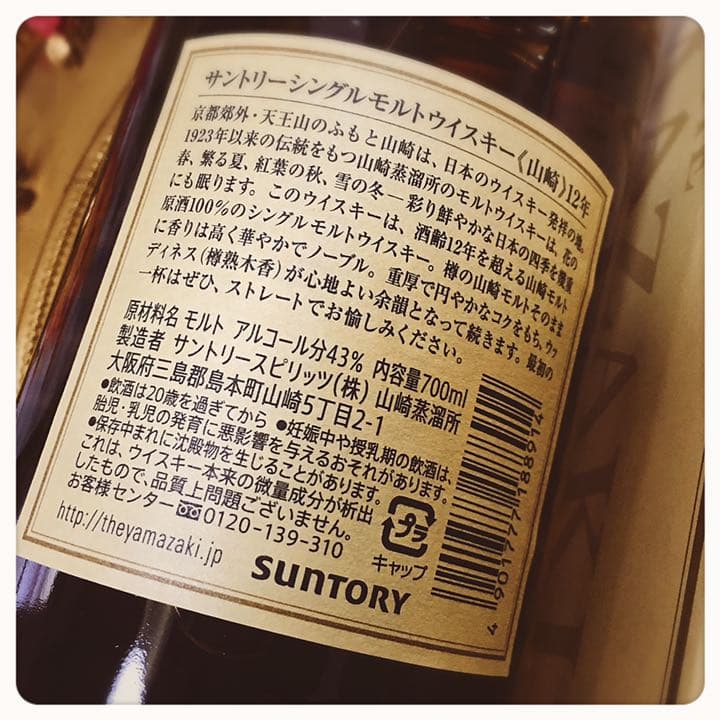 サントリーシングルモルトウイスキー《山崎》12年
京都郊外・天王山のふもと山崎は、日本のウイスキー発祥の地。
1923年以来の伝統をもつ山崎蒸溜所のモルトウイスキーは、花の
春、繁る夏、紅葉の秋、雪の冬―彩り鮮やかな日本の四季を幾重
にも眠ります。このウイスキーは、酒齢12年を超える山崎モルト
原酒100%のシングルモルトウイスキー。樽の山崎モルトそのまま
に香りは高く華やかでノーブル。重厚で円やかなコクをもち、ウッ
ディネス(樽熟木香)が心地よい余韻となって続きます。最初の
一杯はぜひ、ストレートでお愉しみください。
原材料名 モルト アルコール分43% 内容量700ml
製造者 サントリースピリッツ(株) 山崎蒸溜所
大阪府三島郡島本町山崎5丁目2-1
●飲酒は20歳を過ぎてから ●妊娠中や授乳期の飲酒は、
胎児・乳児の発育に悪影響を与えるおそれがあります。
●保存中まれに沈殿物を生じることがあります。
これは、ウイスキー本来の微量成分が析出
したもので、品質上問題ございません。
お客様センター 0120-139-310
http://theyamazaki.jp
プラ
キャップ
SUNTORY
4 901777 188914